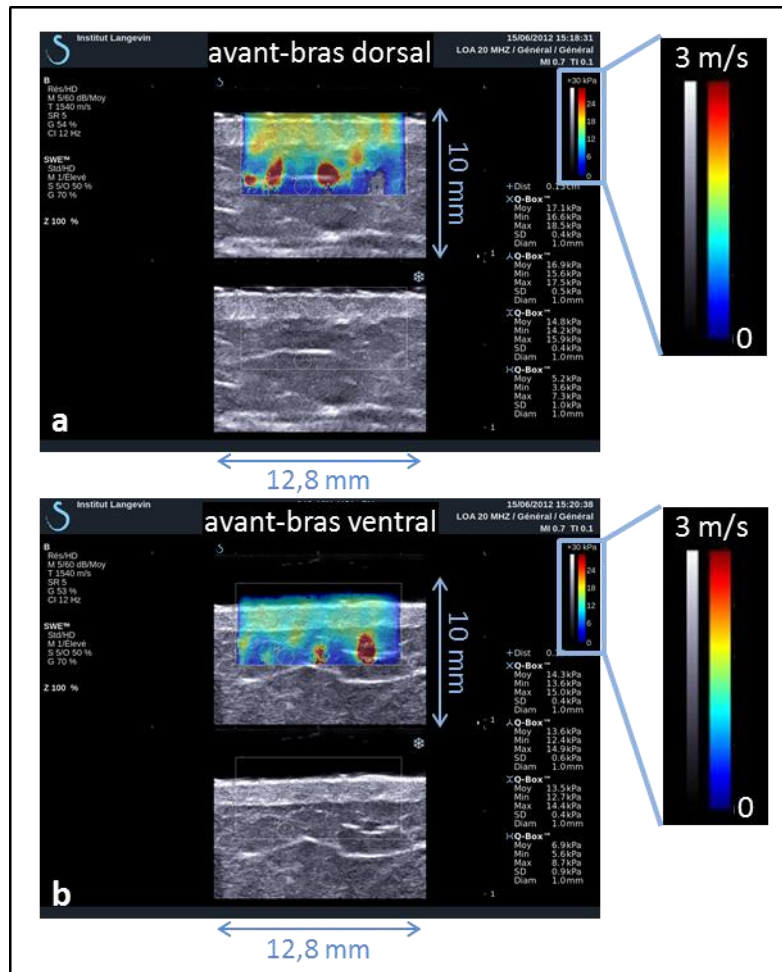 Institut Langevin
avant-bras dorsal
15/06/2012 15:18:31
LOA 20 MHZ / Général / Général
MI 0.7 TI 0.1
B
Rés/HD
M 5/60 dB/Moy
T 1540 m/s
SR 5
G 54 %
CI 12 Hz
SWE™
Std/HD
M 1/Élevé
S 5/O 50 %
G 70 %
Z 100 %
S
+30 kPa
24
18
12
6
0
3 m/s
0
10 mm
+Dist 0.15cm
Q-Box™
Moy 17.1kPa
Min 16.6kPa
Max 18.5kPa
SD 0.4kPa
Diam 1.0mm
Q-Box™
Moy 16.9kPa
Min 15.6kPa
Max 17.5kPa
SD 0.5kPa
Diam 1.0mm
Q-Box™
Moy 14.8kPa
Min 14.2kPa
Max 15.9kPa
SD 0.4kPa
Diam 1.0mm
Q-Box™
Moy 5.2kPa
Min 3.6kPa
Max 7.3kPa
SD 1.0kPa
Diam 1.0mm
1
1
a
12,8 mm
Institut Langevin
avant-bras ventral
15/06/2012 15:20:38
LOA 20 MHZ / Général / Général
MI 0.7 TI 0.1
B
Rés/HD
M 5/60 dB/Moy
T 1540 m/s
SR 5
G 53 %
CI 12 Hz
SWE™
Std/HD
M 1/Élevé
S 5/O 50 %
G 70 %
Z 100 %
S
+30 kPa
24
18
12
6
0
3 m/s
0
10 mm
+Dist
Q-Box™
Moy 14.3kPa
Min 13.6kPa
Max 15.0kPa
SD 0.4kPa
Diam 1.0mm
Q-Box™
Moy 13.6kPa
Min 12.4kPa
Max 14.9kPa
SD 0.6kPa
Diam 1.0mm
Q-Box™
Moy 13.5kPa
Min 12.7kPa
Max 14.4kPa
SD 0.4kPa
Diam 1.0mm
Q-Box™
Moy 6.9kPa
Min 5.6kPa
Max 8.7kPa
SD 0.9kPa
Diam 1.0mm
1
1
b
12,8 mm